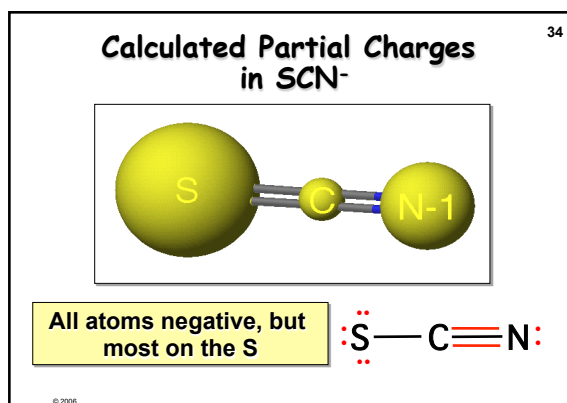 34
Calculated Partial Charges
in SCN-
S C N-1
All atoms negative, but
most on the S
:S—C≡N:
© 2006